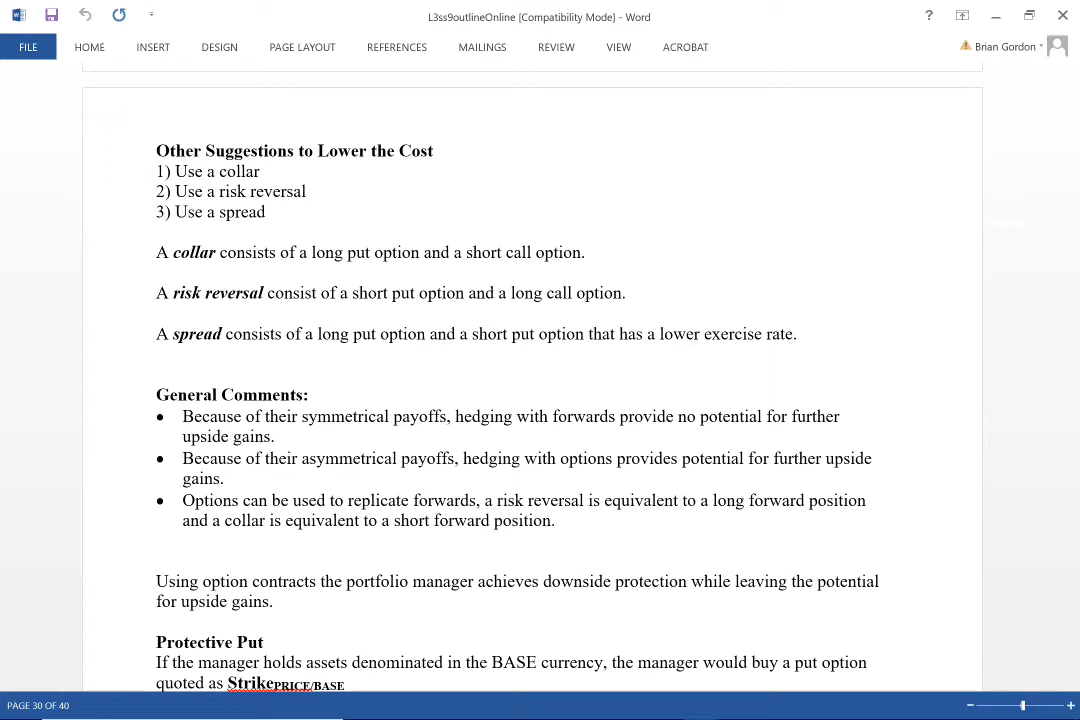 L3ss9outlineOnline [Compatibility Mode] - Word
?
FILE HOME INSERT DESIGN PAGE LAYOUT REFERENCES MAILINGS REVIEW VIEW ACROBAT Brian Gordon
Other Suggestions to Lower the Cost
1) Use a collar
2) Use a risk reversal
3) Use a spread
A collar consists of a long put option and a short call option.
A risk reversal consist of a short put option and a long call option.
A spread consists of a long put option and a short put option that has a lower exercise rate.
General Comments:
• Because of their symmetrical payoffs, hedging with forwards provide no potential for further
upside gains.
• Because of their asymmetrical payoffs, hedging with options provides potential for further upside
gains.
• Options can be used to replicate forwards, a risk reversal is equivalent to a long forward position
and a collar is equivalent to a short forward position.
Using option contracts the portfolio manager achieves downside protection while leaving the potential
for upside gains.
Protective Put
If the manager holds assets denominated in the BASE currency, the manager would buy a put option
quoted as StrikePRICE/BASE
PAGE 30 OF 40